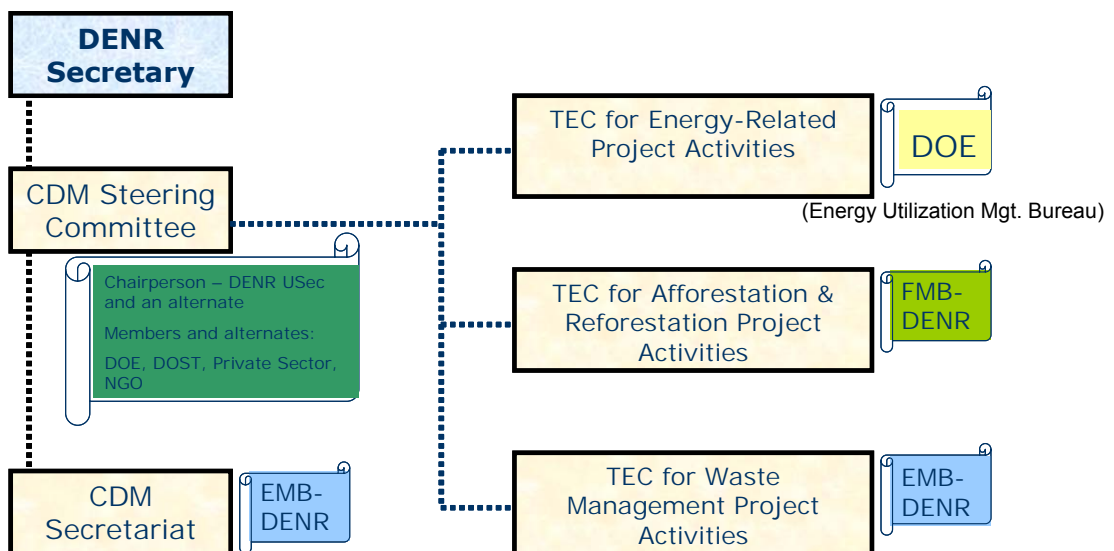 DENR
Secretary
CDM Steering
Committee
Chairperson – DENR USec
and an alternate
Members and alternates:
DOE, DOST, Private Sector,
NGO
CDM
Secretariat
EMB-
DENR
TEC for Energy-Related
Project Activities
DOE
(Energy Utilization Mgt. Bureau)
TEC for Afforestation &
Reforestation Project
Activities
FMB-
DENR
TEC for Waste
Management Project
Activities
EMB-
DENR